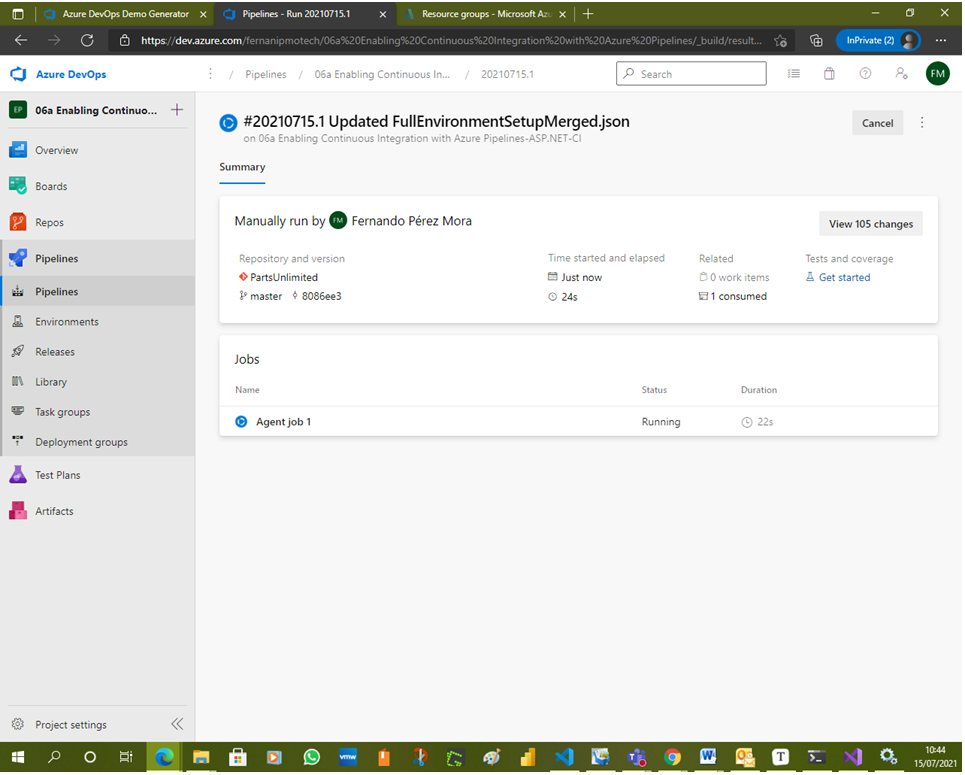 Azure DevOps Demo Generator
Pipelines - Run 20210715.1
Resource groups - Microsoft Az
https://dev.azure.com/fernanipmotech/06a%20Enabling%20Continuous%20Integration%20with%20Azure%20Pipelines/_build/result...
InPrivate (2)
Azure DevOps
/ Pipelines / 06a Enabling Continuous In... / 20210715.1
Search
FM
EP 06a Enabling Continuo...
Overview
Boards
Repos
Pipelines
Pipelines
Environments
Releases
Library
Task groups
Deployment groups
Test Plans
Artifacts
Project settings
#20210715.1 Updated FullEnvironmentSetupMerged.json
on 06a Enabling Continuous Integration with Azure Pipelines-ASP.NET-CI
Cancel
Summary
Manually run by FM Fernando Pérez Mora
View 105 changes
Repository and version
PartsUnlimited
master 8086ee3
Time started and elapsed
Just now
24s
Related
0 work items
1 consumed
Tests and coverage
Get started
Jobs
Name Status Duration
Agent job 1 Running 22s
vmw
10:44
15/07/2021